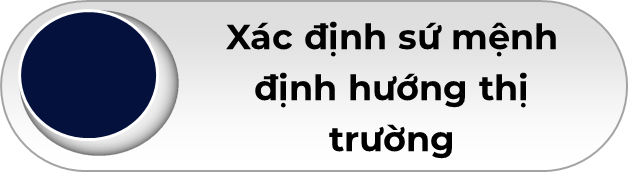 Xác định sứ mệnh
định hướng thị
trường